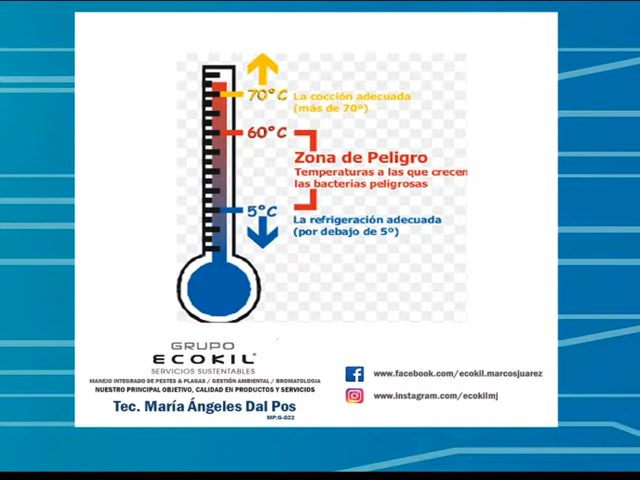 70°C
La cocción adecuada
(más de 70º)
60°C
Zona de Peligro
Temperaturas a las que crecen
las bacterias peligrosas
5°C
La refrigeración adecuada
(por debajo de 5º)
GRUPO
ECOKIL®
SERVICIOS SUSTENTABLES
MANEJO INTEGRADO DE PESTES & PLAGAS / GESTIÓN AMBIENTAL / BROMATOLOGIA
NUESTRO PRINCIPAL OBJETIVO, CALIDAD EN PRODUCTOS Y SERVICIOS
Tec. María Ángeles Dal Pos
MP:G-022
www.facebook.com/ecokil.marcosjuarez
www.instagram.com/ecokilmj